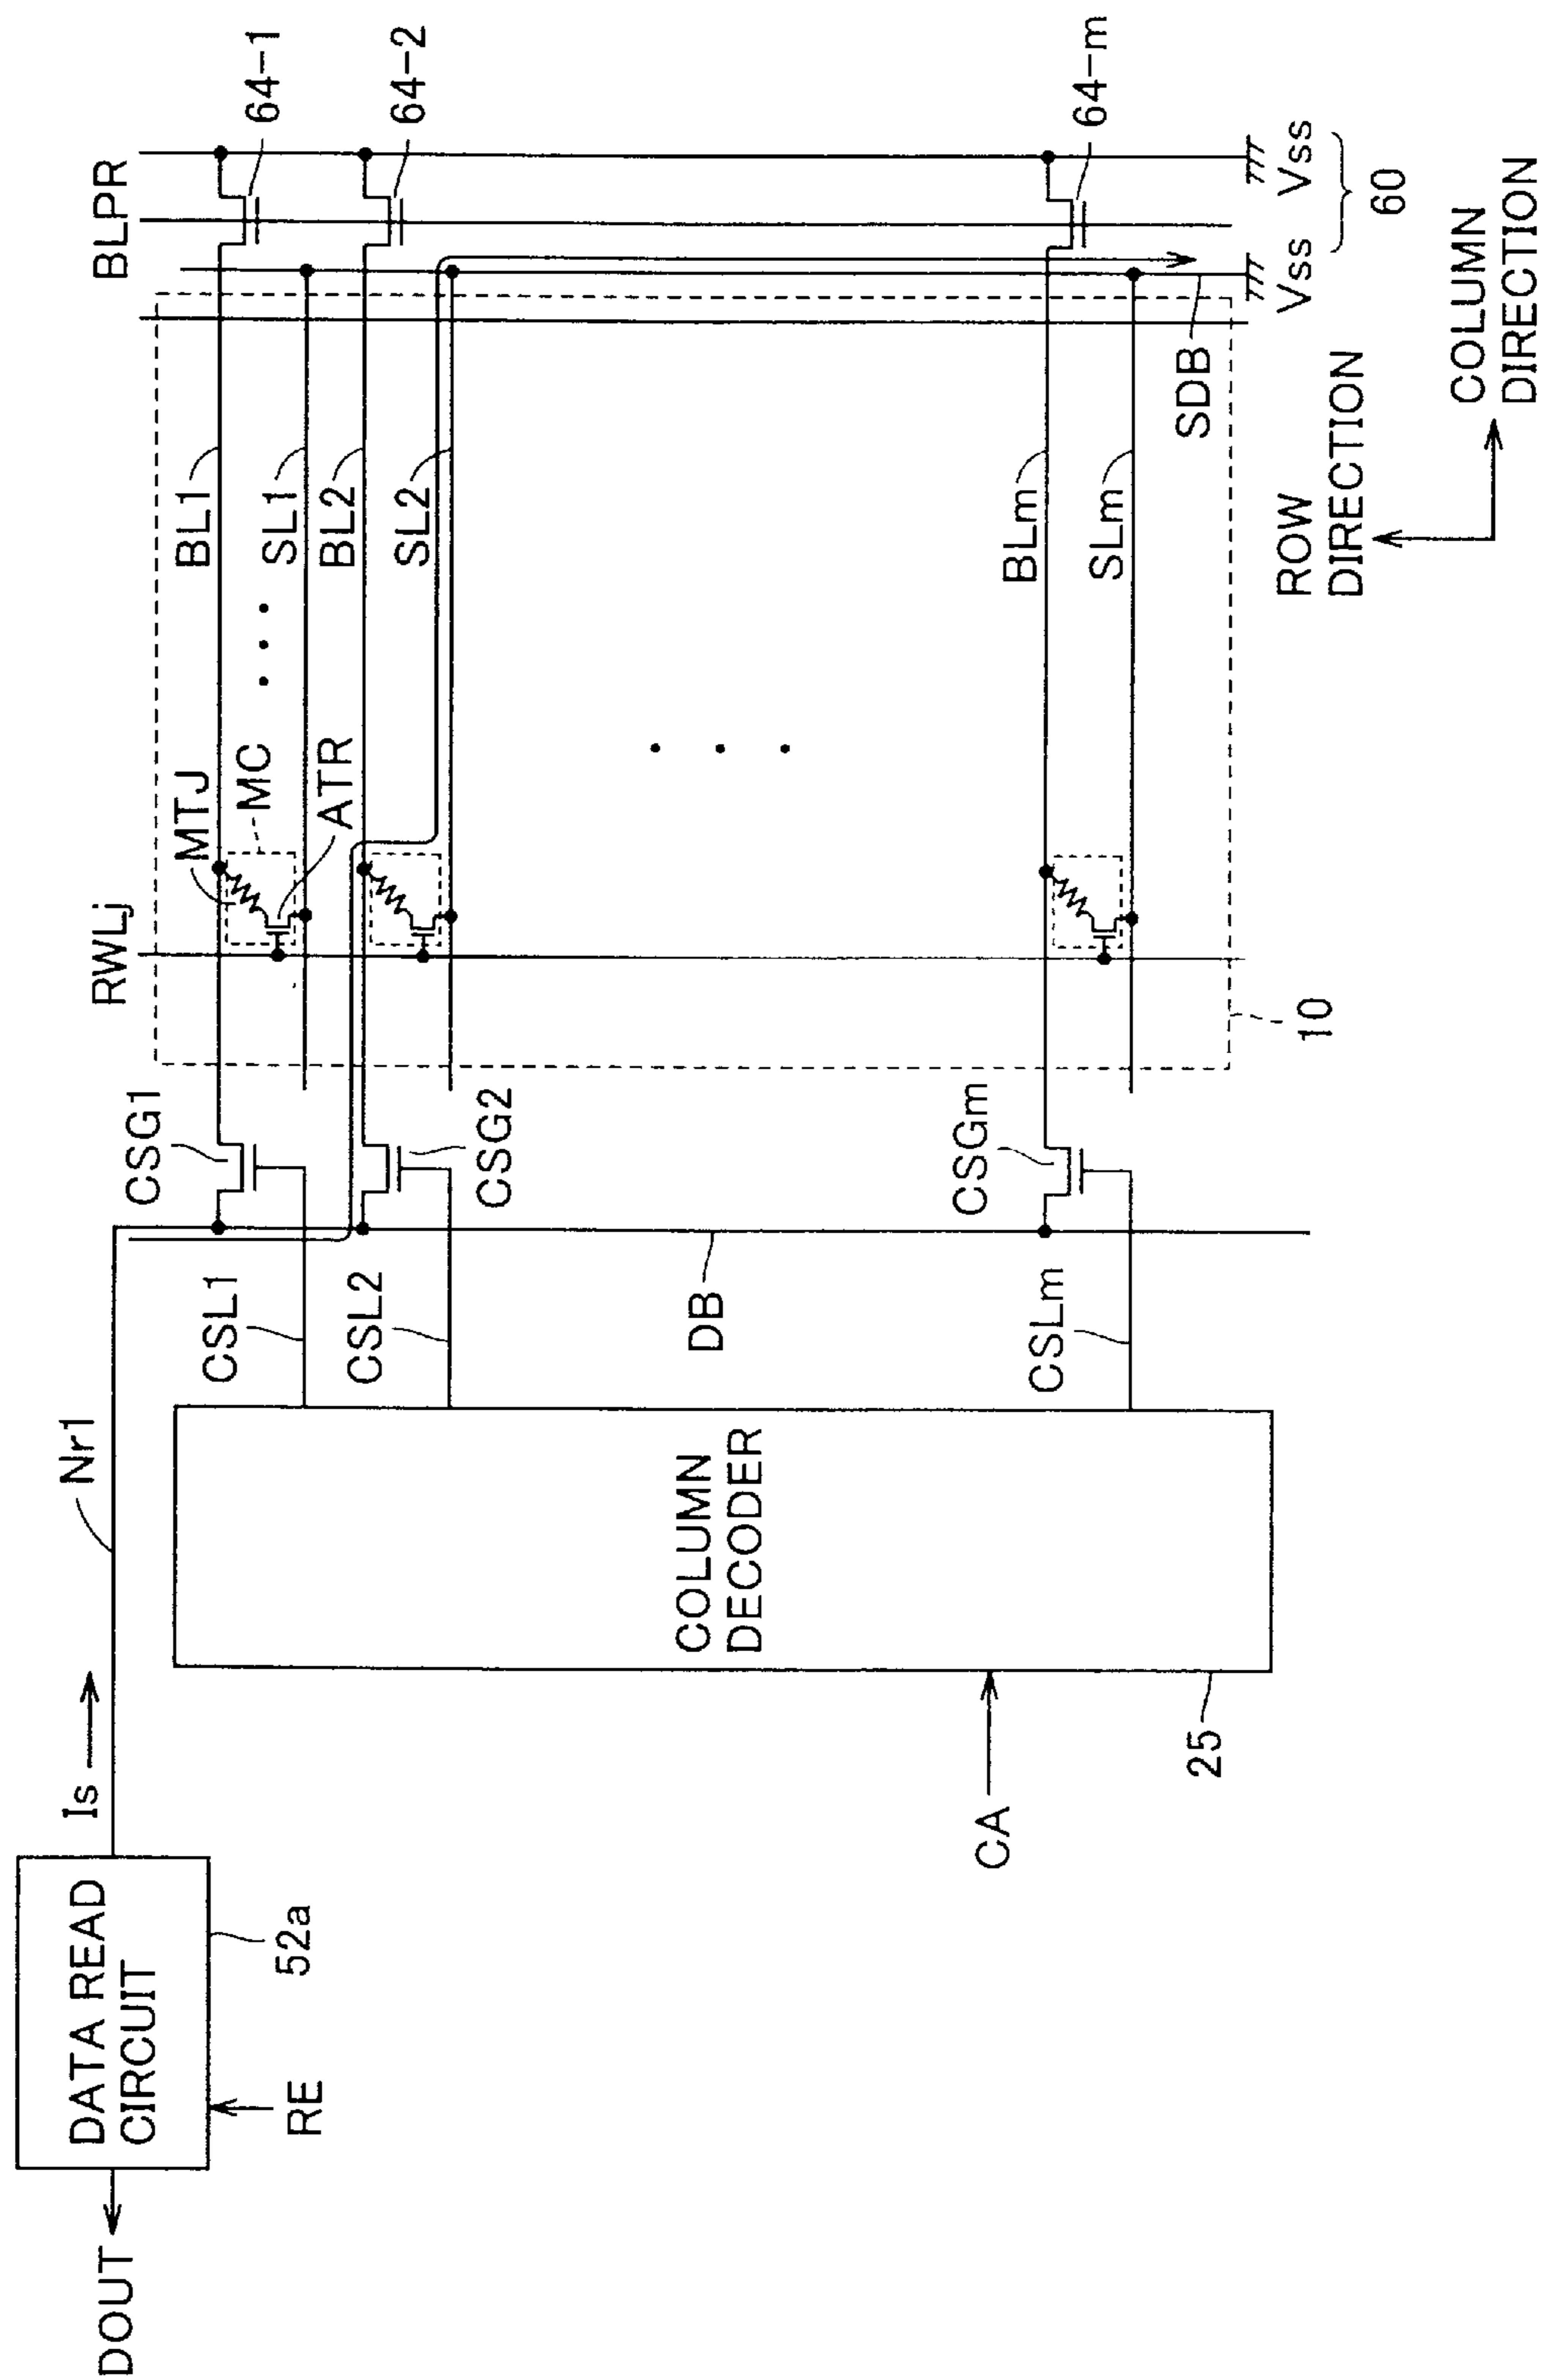 DOUT
DATA READ
CIRCUIT
RE
52a
Is
Nr1
CA
25
COLUMN
DECODER
CSL1
CSL2
CSLm
DB
CSG1
CSG2
CSGm
RWLj
10
MTJ
MC
ATR
BL1
SL1
BL2
SL2
BLm
SLm
SDB
BLPR
64-1
64-2
64-m
Vss
Vss
60
ROW
DIRECTION
COLUMN
DIRECTION